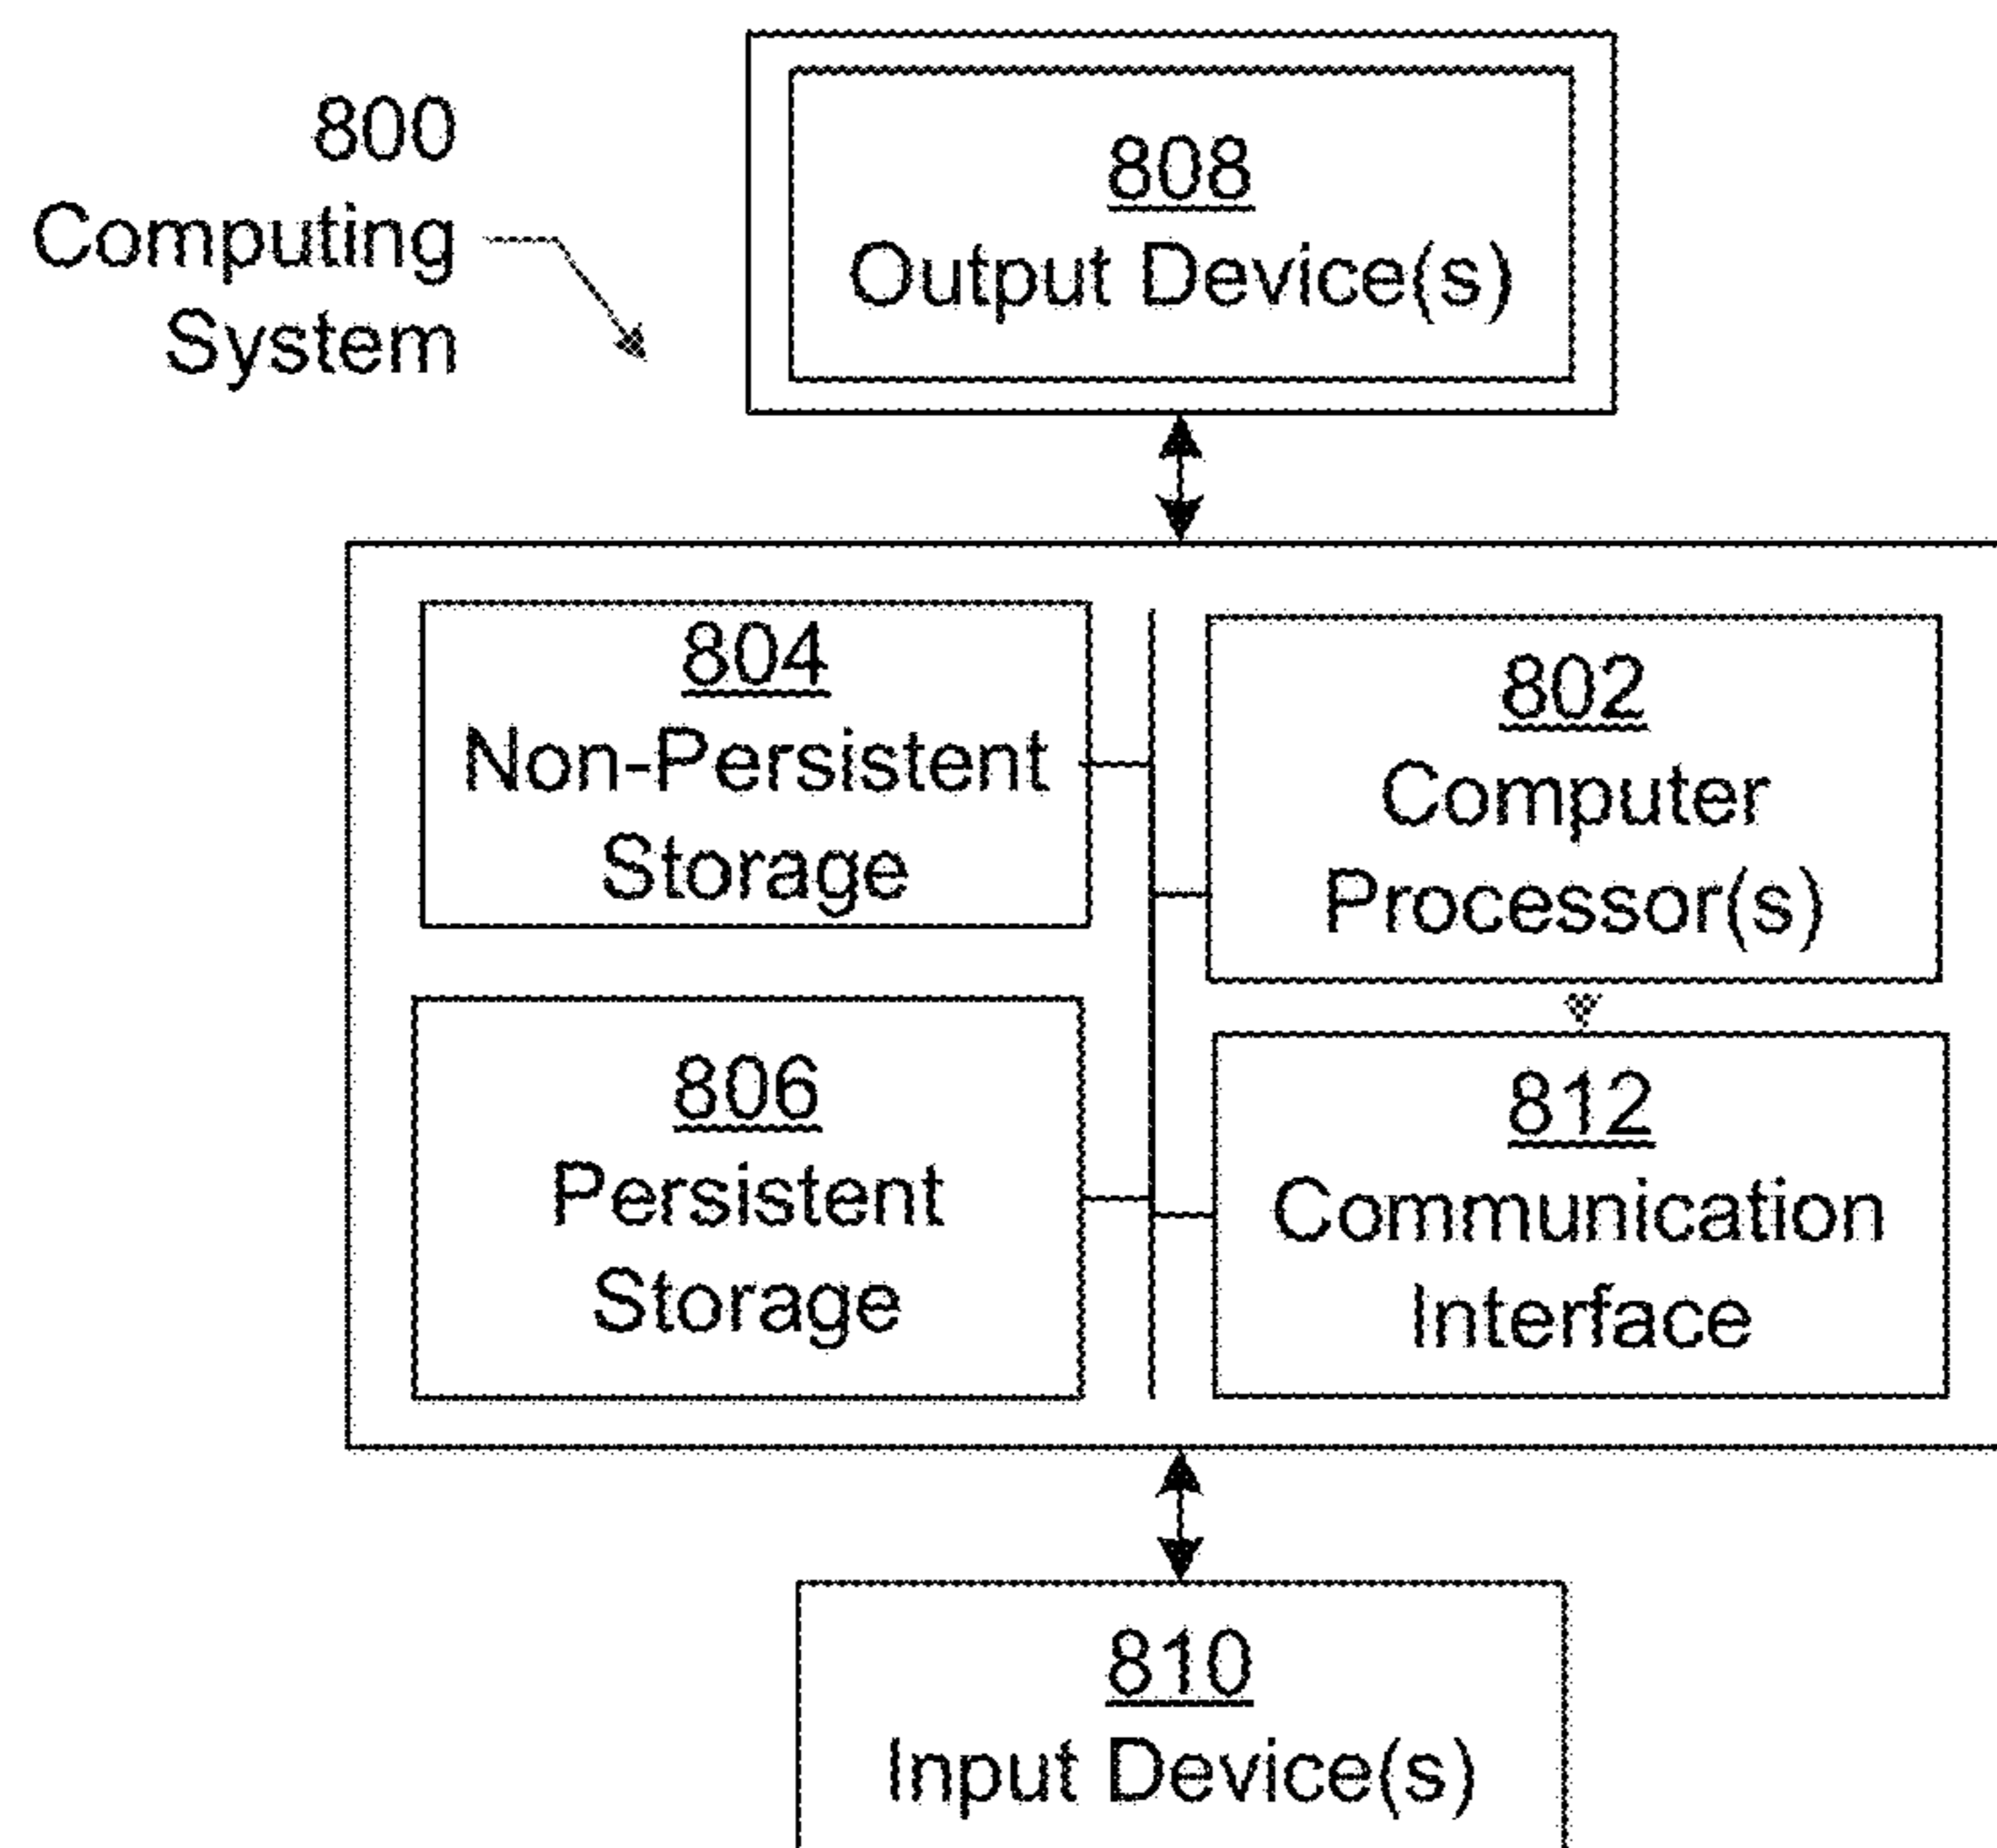 800
Computing
System
808
Output Device(s)
804
Non-Persistent
Storage
802
Computer
Processor(s)
806
Persistent
Storage
812
Communication
Interface
810
Input Device(s)